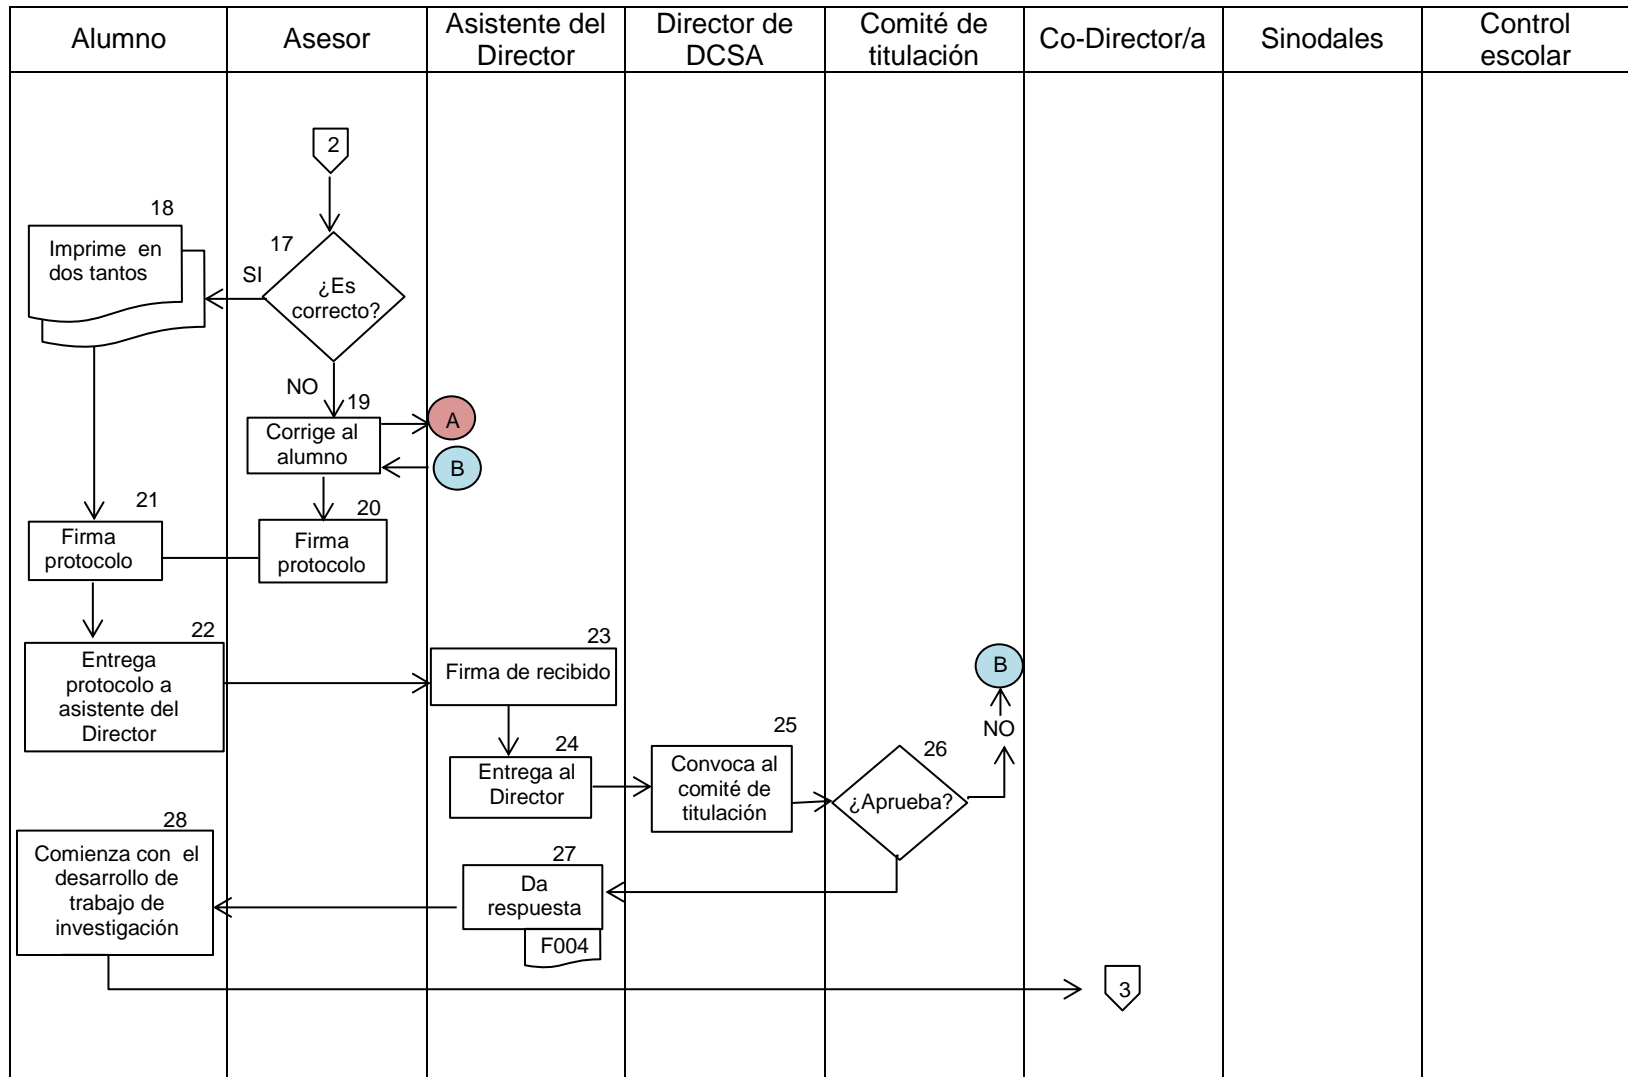 Alumno
Asesor
Asistente del
Director
Director de
DCSA
Comité de
titulación
Co-Director/a
Sinodales
Control
escolar
2
18
Imprime en
dos tantos
SI
17
¿Es
correcto?
NO
19
Corrige al
alumno
A
B
21
Firma
protocolo
20
Firma
protocolo
22
Entrega
protocolo a
asistente del
Director
23
Firma de recibido
B
NO
24
Entrega al
Director
25
Convoca al
comité de
titulación
26
¿Aprueba?
28
Comienza con el
desarrollo de
trabajo de
investigación
27
Da
respuesta
F004
3